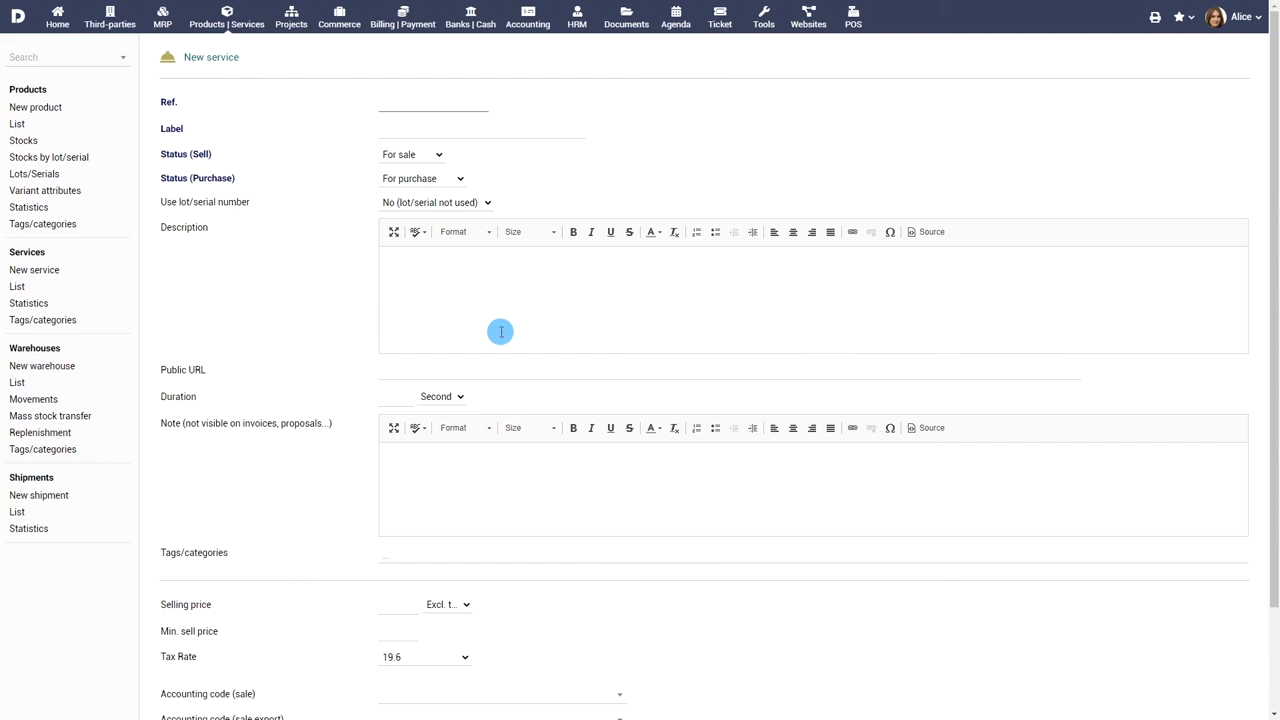 Home Third-parties MRP Products | Services Projects Commerce Billing | Payment Banks | Cash Accounting HRM Documents Agenda Ticket Tools Websites POS Alice
Search
Products
New product
List
Stocks
Stocks by lot/serial
Lots/Serials
Variant attributes
Statistics
Tags/categories
Services
New service
List
Statistics
Tags/categories
Warehouses
New warehouse
List
Movements
Mass stock transfer
Replenishment
Tags/categories
Shipments
New shipment
List
Statistics
New service
Ref.
Label
Status (Sell) For sale
Status (Purchase) For purchase
Use lot/serial number No (lot/serial not used)
Description
Format Size B I U S A Source
Public URL
Duration Second
Note (not visible on invoices, proposals...)
Format Size B I U S A Source
Tags/categories
Selling price Excl. t...
Min. sell price
Tax Rate 19.6
Accounting code (sale)
Accounting code (sale export)